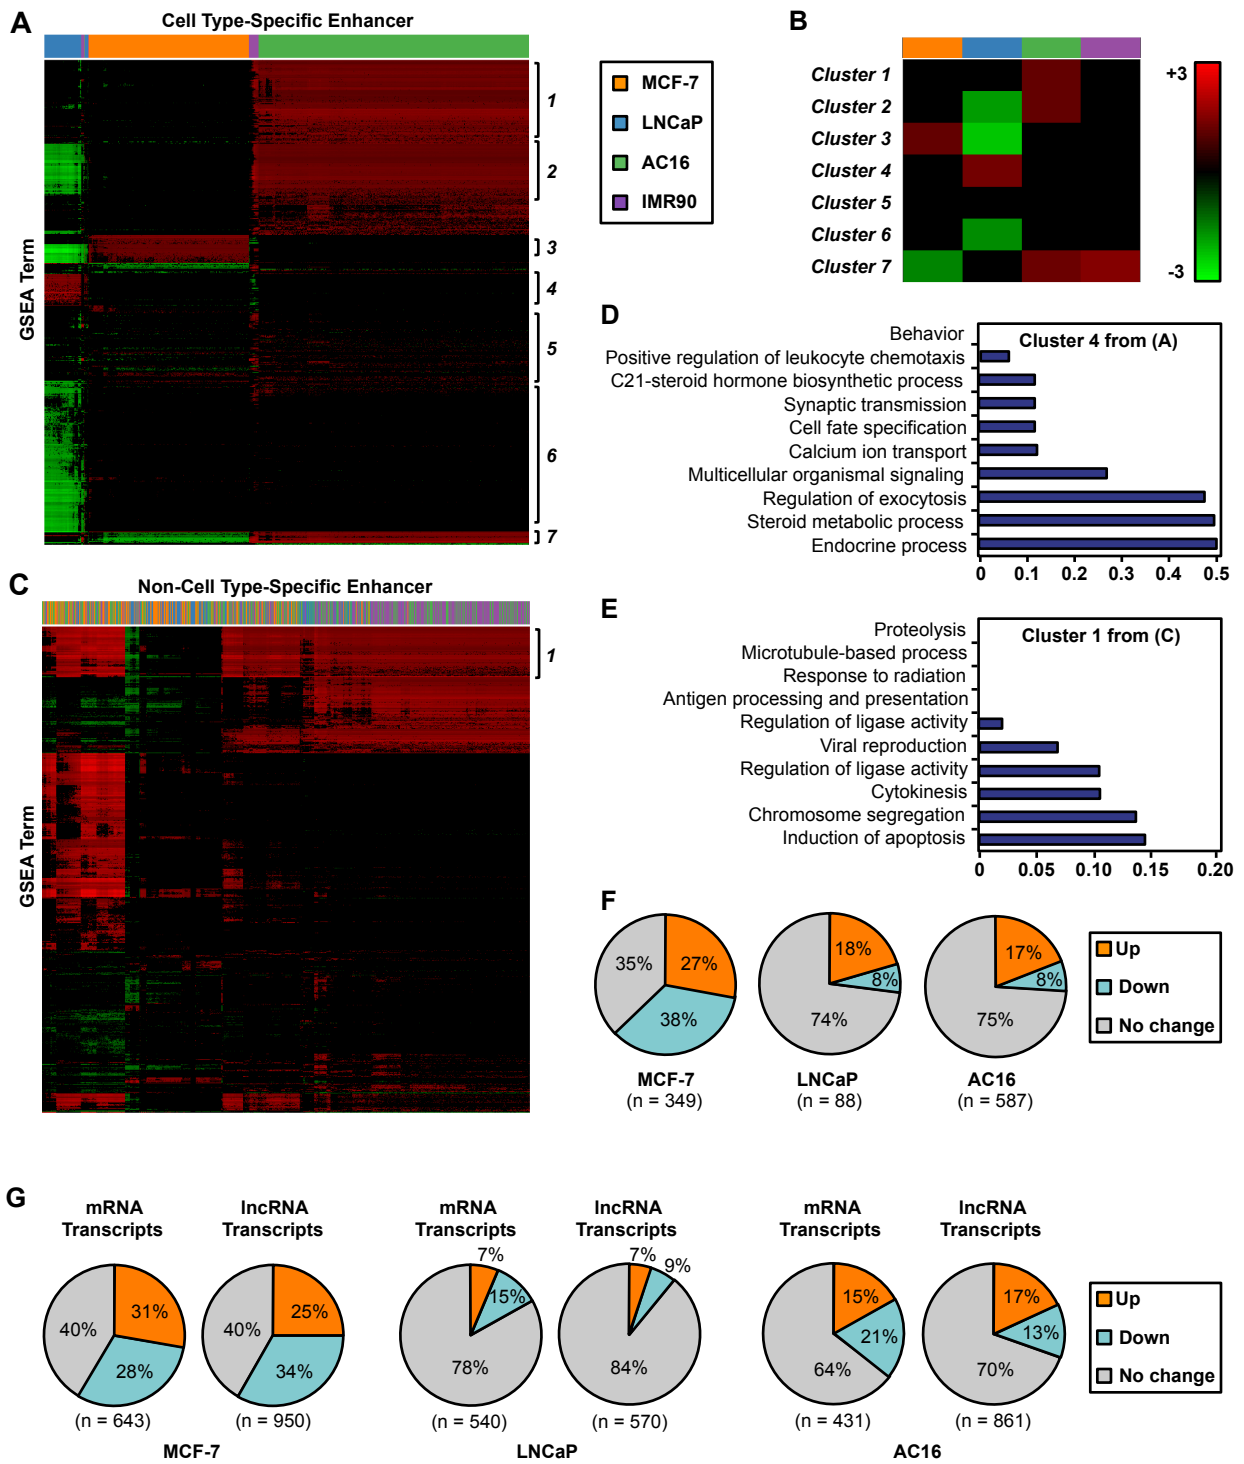 A
Cell Type-Specific Enhancer
GSEA Term
1
2
3
4
5
6
7
MCF-7
LNCaP
AC16
IMR90
B
Cluster 1
Cluster 2
Cluster 3
Cluster 4
Cluster 5
Cluster 6
Cluster 7
+3
-3
C
Non-Cell Type-Specific Enhancer
GSEA Term
1
D
Cluster 4 from (A)
Behavior
Positive regulation of leukocyte chemotaxis
C21-steroid hormone biosynthetic process
Synaptic transmission
Cell fate specification
Calcium ion transport
Multicellular organismal signaling
Regulation of exocytosis
Steroid metabolic process
Endocrine process
0 0.1 0.2 0.3 0.4 0.5
E
Cluster 1 from (C)
Proteolysis
Microtubule-based process
Response to radiation
Antigen processing and presentation
Regulation of ligase activity
Viral reproduction
Regulation of ligase activity
Cytokinesis
Chromosome segregation
Induction of apoptosis
0 0.05 0.10 0.15 0.20
F
35% 27% 38%
MCF-7
(n = 349)
18% 8% 74%
LNCaP
(n = 88)
17% 8% 75%
AC16
(n = 587)
Up
Down
No change
G
mRNA
Transcripts
31%
40%
28%
(n = 643)
lncRNA
Transcripts
25%
40%
34%
(n = 950)
MCF-7
mRNA
Transcripts
7%
15%
78%
(n = 540)
lncRNA
Transcripts
7%
9%
84%
(n = 570)
LNCaP
mRNA
Transcripts
15%
21%
64%
(n = 431)
lncRNA
Transcripts
17%
13%
70%
(n = 861)
AC16
Up
Down
No change